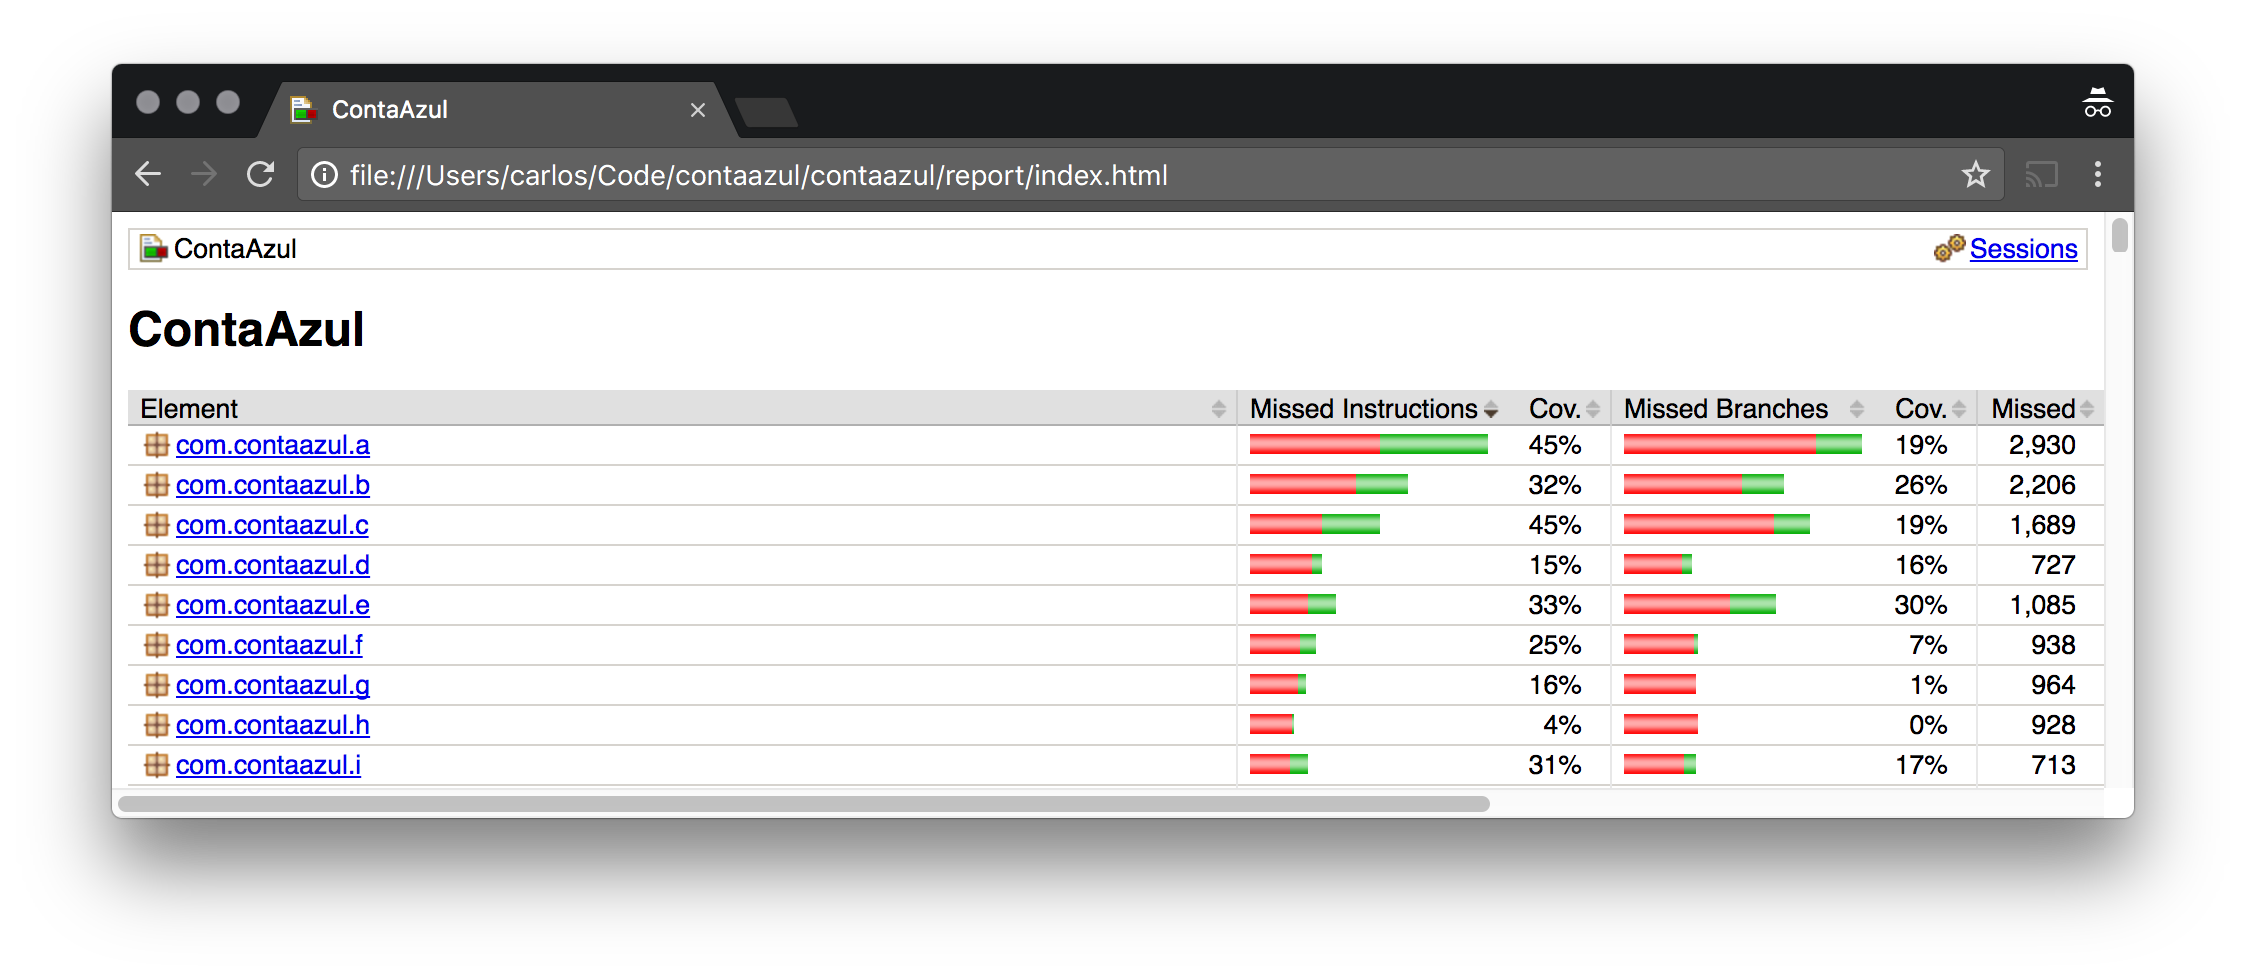 ContaAzul
file:///Users/carlos/Code/contaazul/contaazul/report/index.html
ContaAzul Sessions
ContaAzul
Element Missed Instructions Cov. Missed Branches Cov. Missed
com.contaazul.a 45% 19% 2,930
com.contaazul.b 32% 26% 2,206
com.contaazul.c 45% 19% 1,689
com.contaazul.d 15% 16% 727
com.contaazul.e 33% 30% 1,085
com.contaazul.f 25% 7% 938
com.contaazul.g 16% 1% 964
com.contaazul.h 4% 0% 928
com.contaazul.i 31% 17% 713